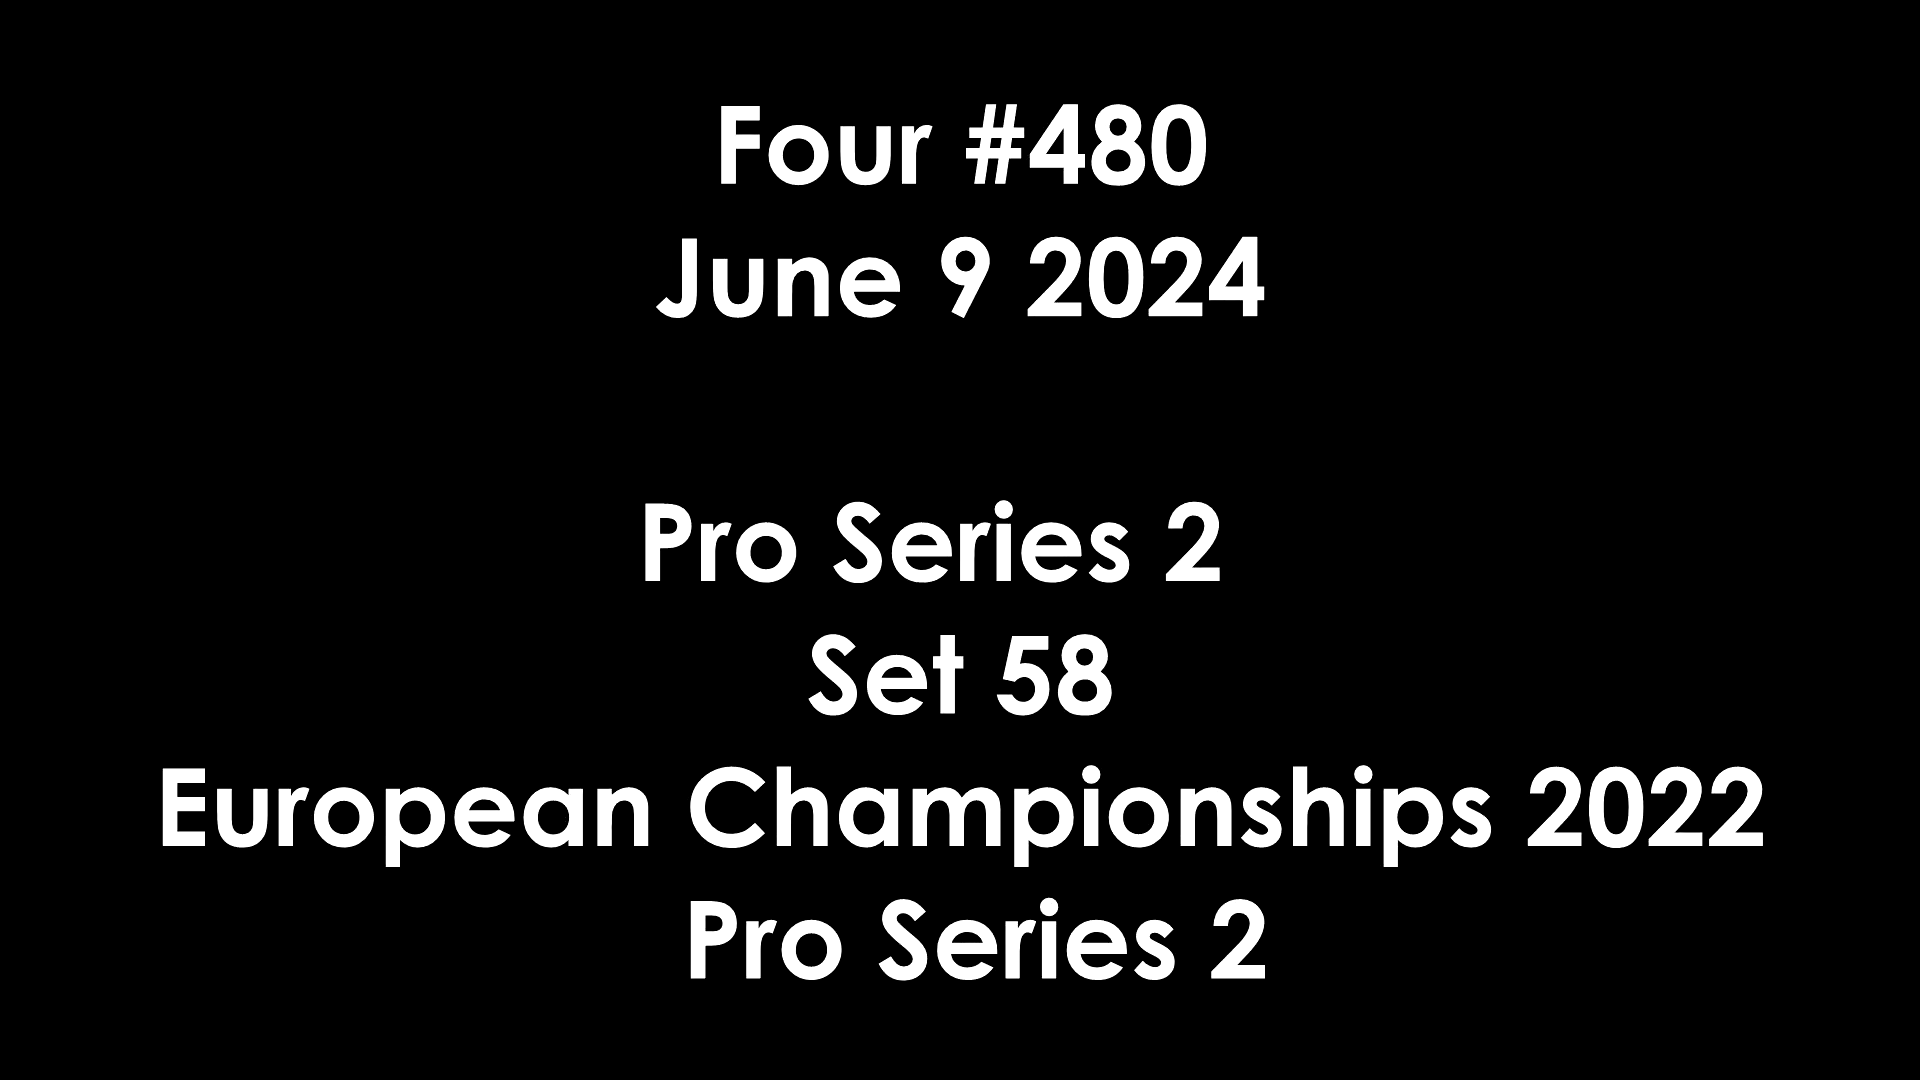 Four #480
June 9 2024
Pro Series 2
Set 58
European Championships 2022
Pro Series 2